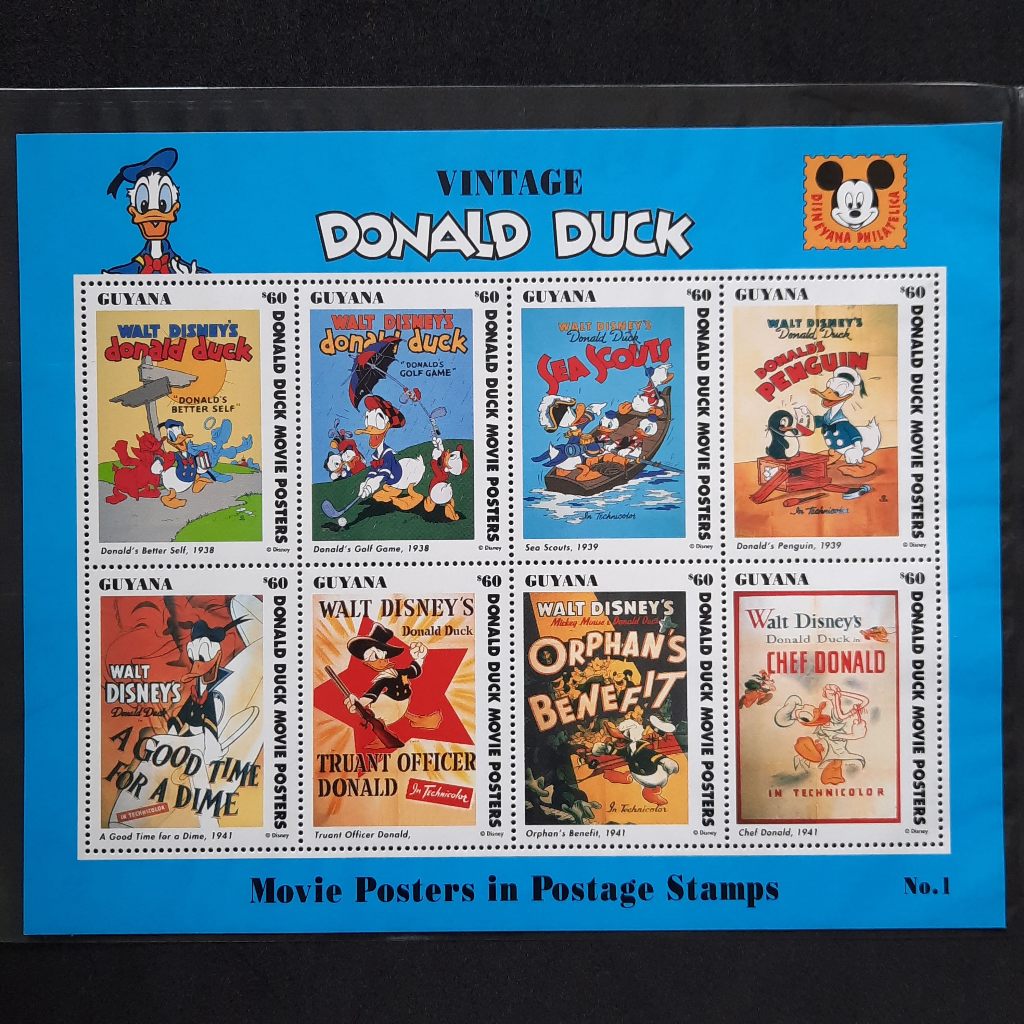 VINTAGE
DONALD DUCK
DISNEYANA PHILATELICA
GUYANA $60
WALT DISNEY'S
donald duck
"DONALD'S
BETTER SELF"
DONALD DUCK MOVIE POSTERS
Donald's Better Self, 1938 © Disney
GUYANA $60
WALT DISNEY'S
donald duck
"DONALD'S
GOLF GAME"
DONALD DUCK MOVIE POSTERS
Donald's Golf Game, 1938 © Disney
GUYANA $60
WALT DISNEY'S
Donald Duck
SEA SCOUTS
In Technicolor
DONALD DUCK MOVIE POSTERS
Sea Scouts, 1939 © Disney
GUYANA $60
WALT DISNEY'S
Donald Duck
DONALD'S
PENGUIN
In Technicolor
DONALD DUCK MOVIE POSTERS
Donald's Penguin, 1939 © Disney
GUYANA $60
WALT
DISNEY'S
Donald Duck
A GOOD TIME
FOR A DIME
IN TECHNICOLOR
DONALD DUCK MOVIE POSTERS
A Good Time for a Dime, 1941 © Disney
GUYANA $60
WALT DISNEY'S
Donald Duck
TRUANT OFFICER
DONALD
In Technicolor
DONALD DUCK MOVIE POSTERS
Truant Officer Donald, © Disney
GUYANA $60
WALT DISNEY'S
Mickey Mouse & Donald Duck
ORPHAN'S
BENEFIT
In Technicolor
DONALD DUCK MOVIE POSTERS
Orphan's Benefit, 1941 © Disney
GUYANA $60
Walt Disney's
Donald Duck in
CHEF DONALD
IN TECHNICOLOR
DONALD DUCK MOVIE POSTERS
Chef Donald, 1941 © Disney
Movie Posters in Postage Stamps
No.1